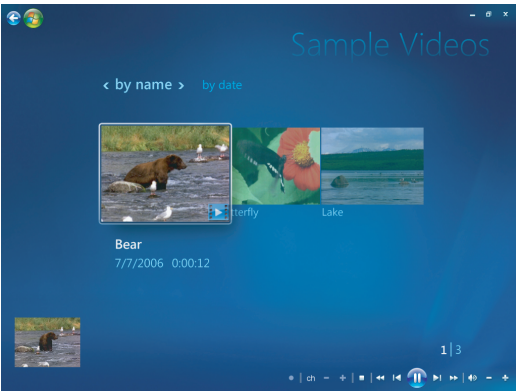 Sample Videos
‹ by name › by date
tterfly Lake
Bear
7/7/2006 0:00:12
1|3
ch